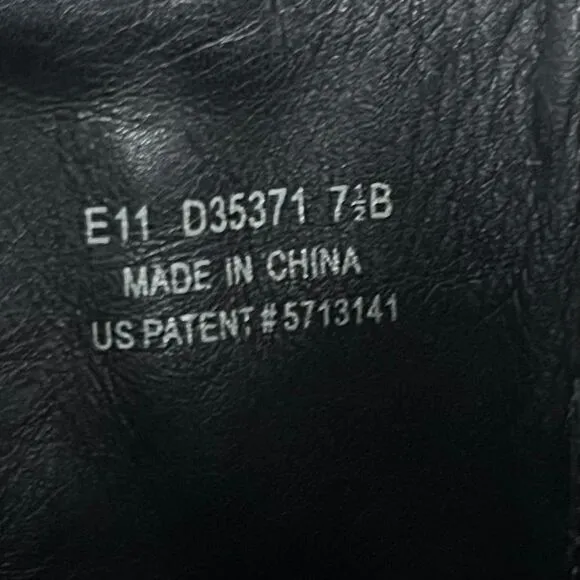 E11 D35371 7½B
MADE IN CHINA
US PATENT # 5713141